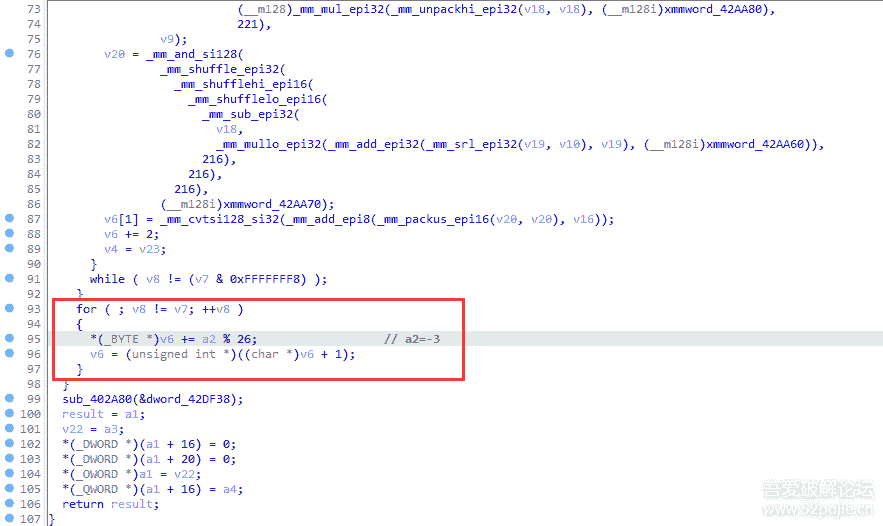 73 (__m128)_mm_mul_epi32(_mm_unpackhi_epi32(v18, v18), (__m128i)xmmword_42AA80),
74 221),
75 v9);
76 v20 = _mm_and_si128(
77 _mm_shuffle_epi32(
78 _mm_shufflehi_epi16(
79 _mm_shufflelo_epi16(
80 _mm_sub_epi32(
81 v18,
82 _mm_mullo_epi32(_mm_add_epi32(_mm_srl_epi32(v19, v10), v19), (__m128i)xmmword_42AA60)),
83 216),
84 216),
85 216),
86 (__m128i)xmmword_42AA70);
87 v6[1] = _mm_cvtsi128_si32(_mm_add_epi8(_mm_packus_epi16(v20, v20), v16));
88 v6 += 2;
89 v4 = v23;
90 }
91 while ( v8 != (v7 & 0xFFFFFFF8) );
92 }
93 for ( ; v8 != v7; ++v8 )
94 {
95 *(_BYTE *)v6 += a2 % 26; // a2=-3
96 v6 = (unsigned int *)((char *)v6 + 1);
97 }
98 }
99 sub_402A80(&dword_42DF38);
100 result = a1;
101 v22 = a3;
102 *(_DWORD *)(a1 + 16) = 0;
103 *(_DWORD *)(a1 + 20) = 0;
104 *(_OWORD *)a1 = v22;
105 *(_QWORD *)(a1 + 16) = a4;
106 return result;
107 }
吾爱破解论坛
www.52pojie.cn